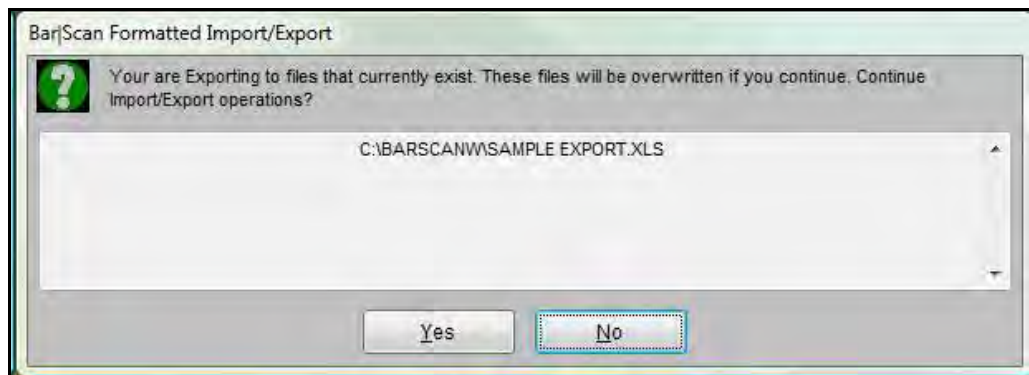 Bar|Scan Formatted Import/Export
Your are Exporting to files that currently exist. These files will be overwritten if you continue. Continue
Import/Export operations?
C:\BARSCANW\SAMPLE EXPORT.XLS
Yes
No